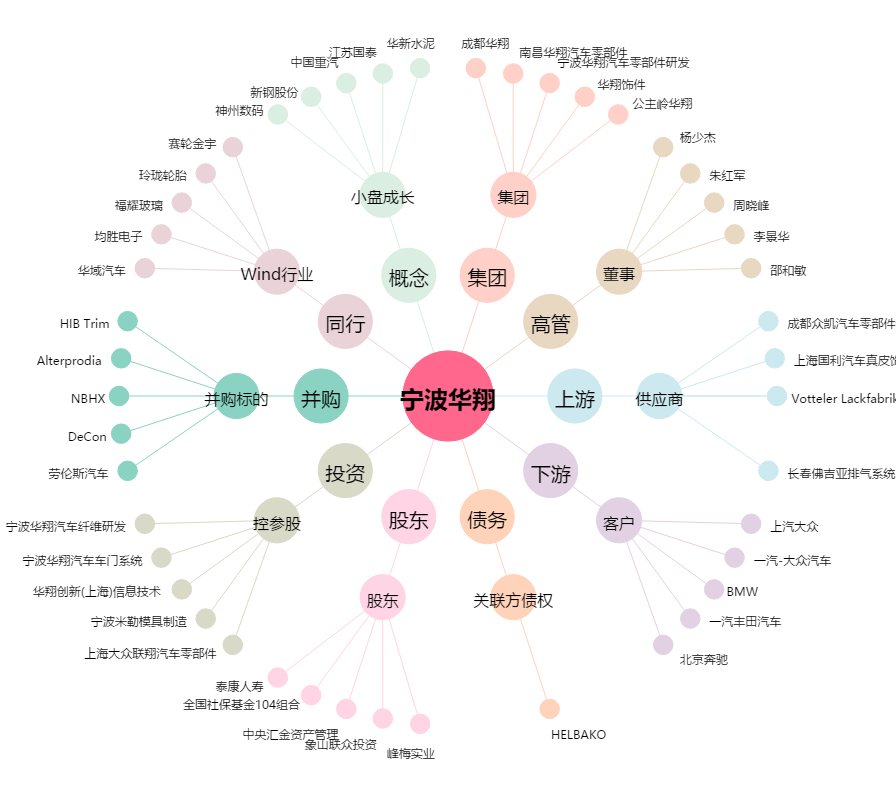 华新水泥
江苏国泰
中国重汽
新钢股份
神州数码
小盘成长
概念
成都华翔
南昌华翔汽车零部件
宁波华翔汽车零部件研发
华翔饰件
公主岭华翔
集团
集团
杨少杰
朱红军
周晓峰
李景华
邵和敏
董事
高管
赛轮金宇
玲珑轮胎
福耀玻璃
均胜电子
华域汽车
Wind行业
同行
HIB Trim
Alterprodia
NBHX
DeCon
劳伦斯汽车
并购标的
并购
宁波华翔
上游
供应商
成都众凯汽车零部件
上海国利汽车真皮饰
Votteler Lackfabrik
长春佛吉亚排气系统
投资
控参股
宁波华翔汽车纤维研发
宁波华翔汽车车门系统
华翔创新(上海)信息技术
宁波米勒模具制造
上海大众联翔汽车零部件
股东
股东
泰康人寿
全国社保基金104组合
中央汇金资产管理
象山联众投资
峰梅实业
债务
关联方债权
HELBAKO
下游
客户
上汽大众
一汽-大众汽车
BMW
一汽丰田汽车
北京奔驰